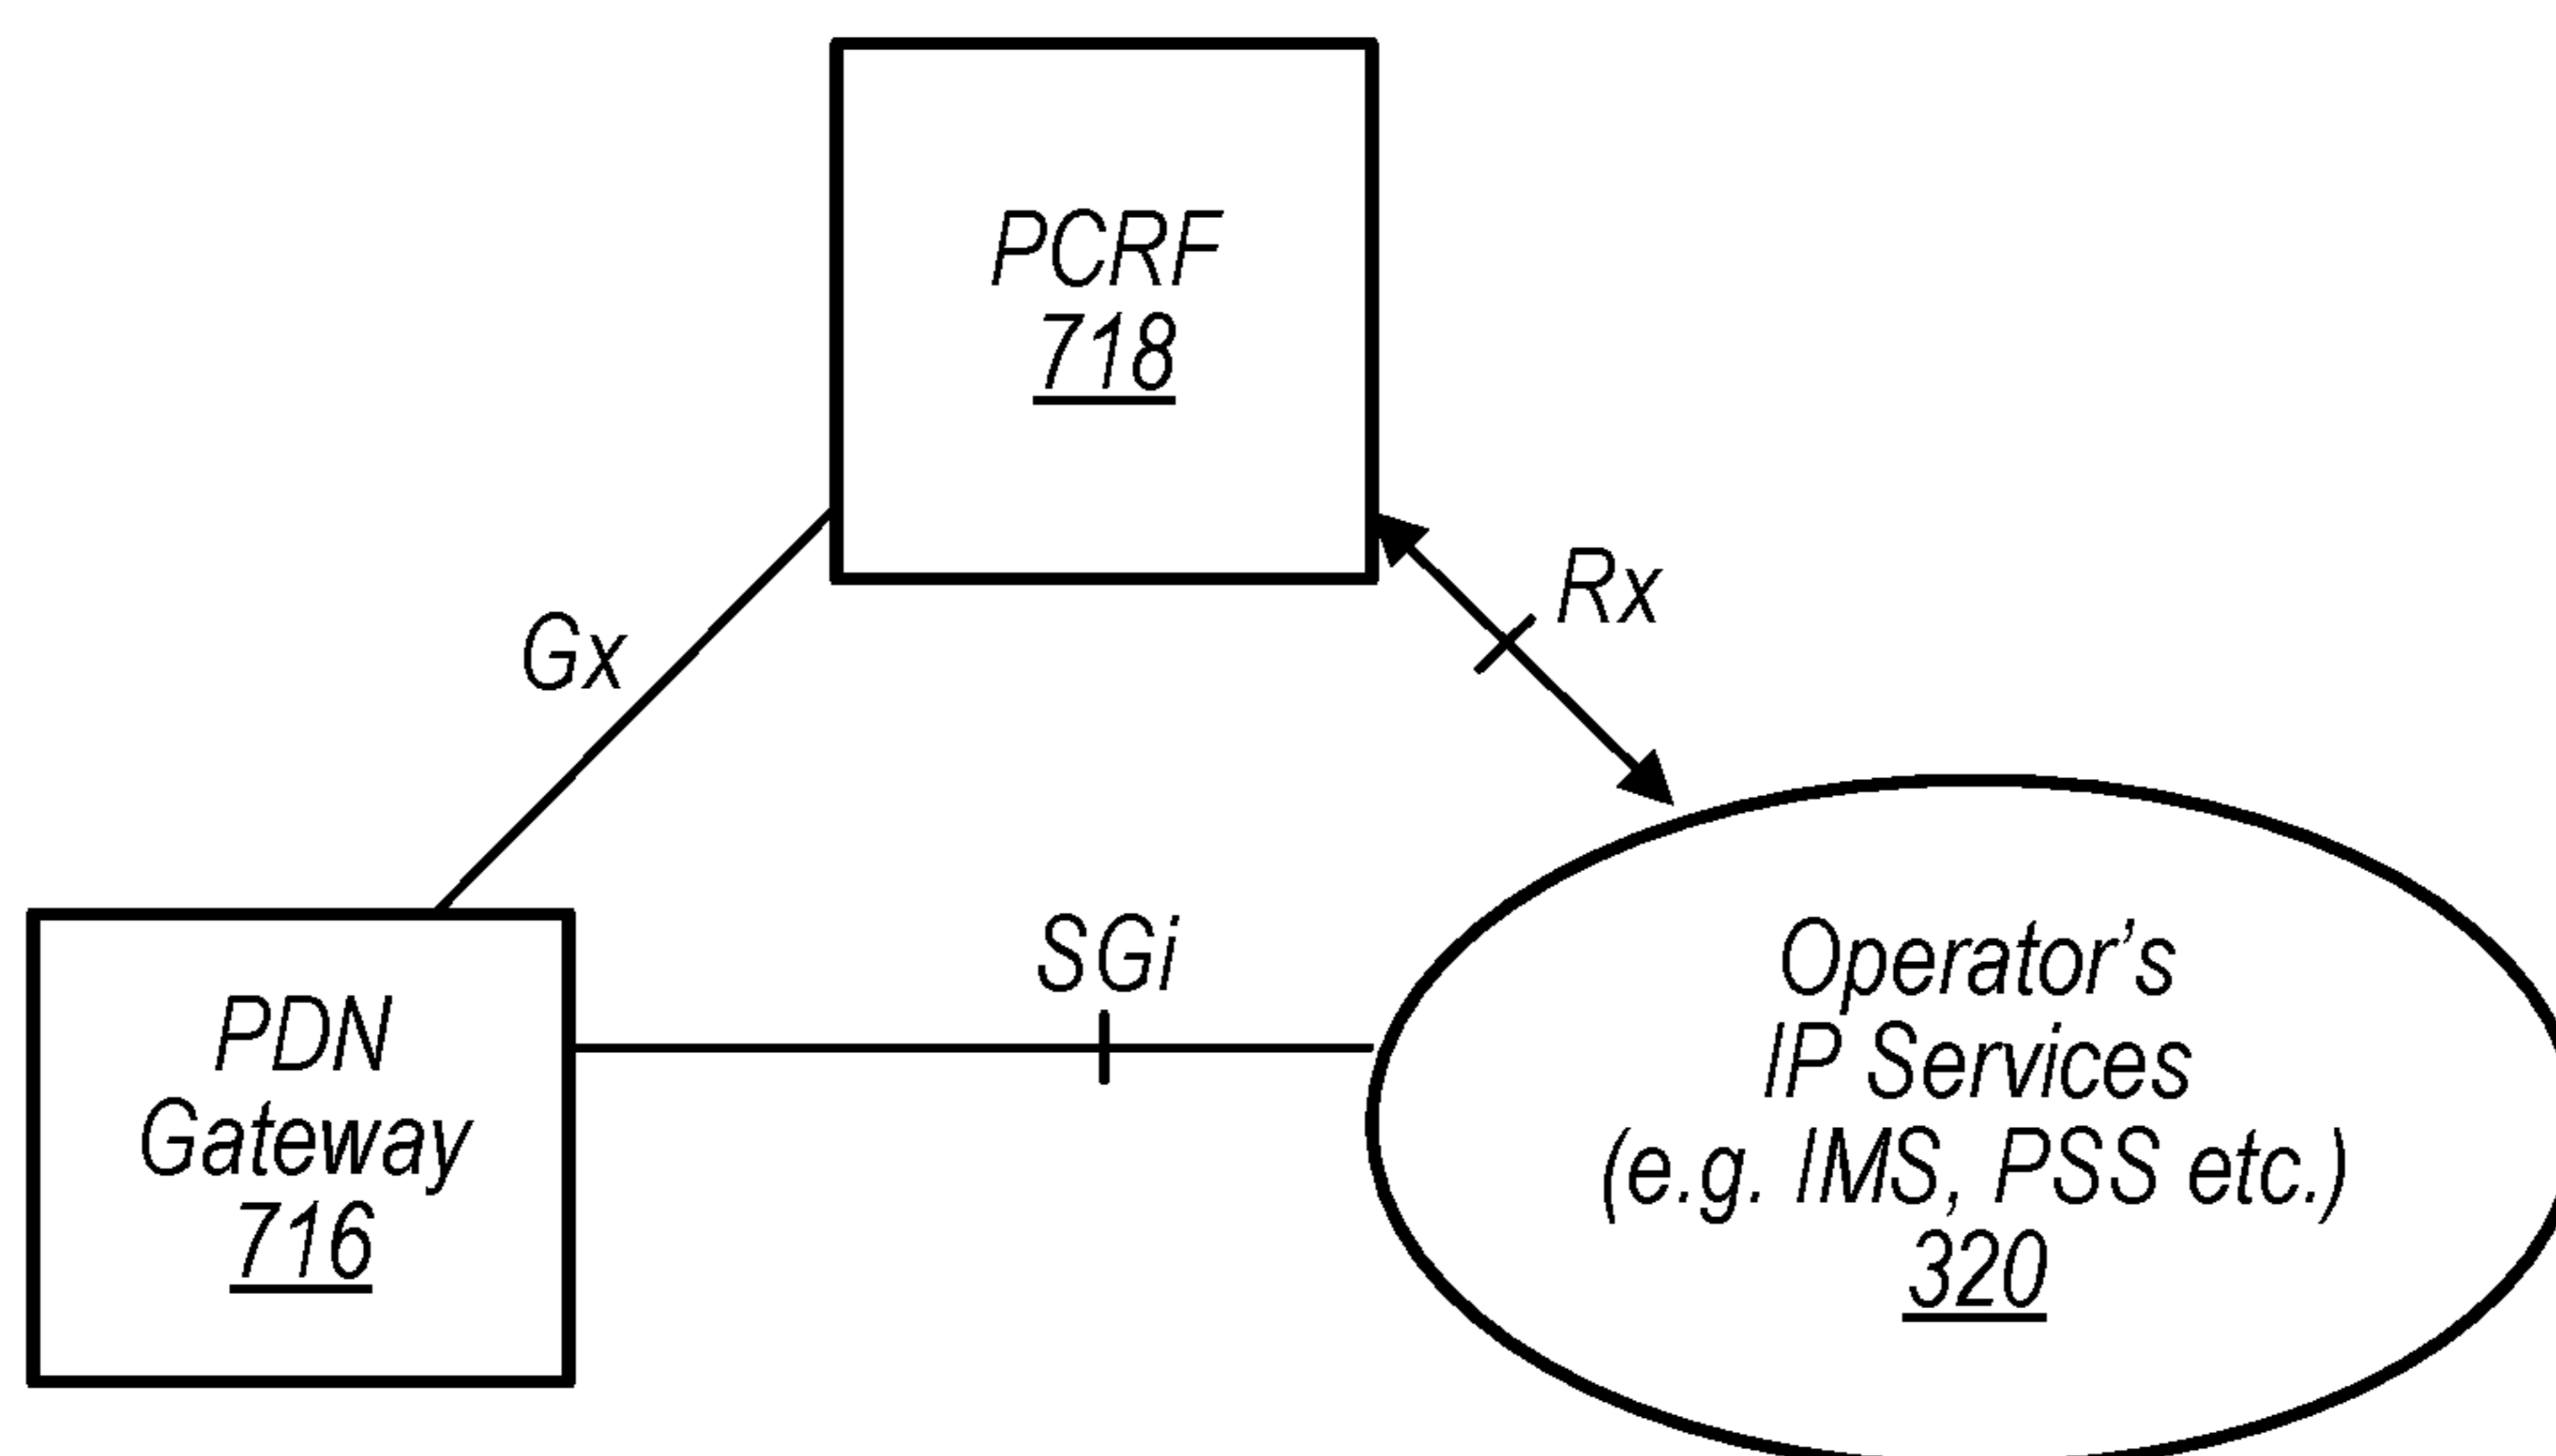 PCRF
718
Gx
Rx
SGi
PDN
Gateway
716
Operator’s
IP Services
(e.g. IMS, PSS etc.)
320